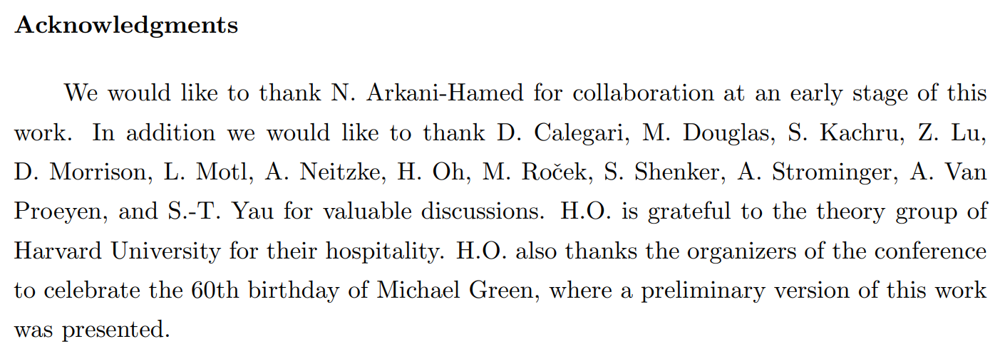 Acknowledgments
We would like to thank N. Arkani-Hamed for collaboration at an early stage of this
work. In addition we would like to thank D. Calegari, M. Douglas, S. Kachru, Z. Lu,
D. Morrison, L. Motl, A. Neitzke, H. Oh, M. Roček, S. Shenker, A. Strominger, A. Van
Proeyen, and S.-T. Yau for valuable discussions. H.O. is grateful to the theory group of
Harvard University for their hospitality. H.O. also thanks the organizers of the conference
to celebrate the 60th birthday of Michael Green, where a preliminary version of this work
was presented.